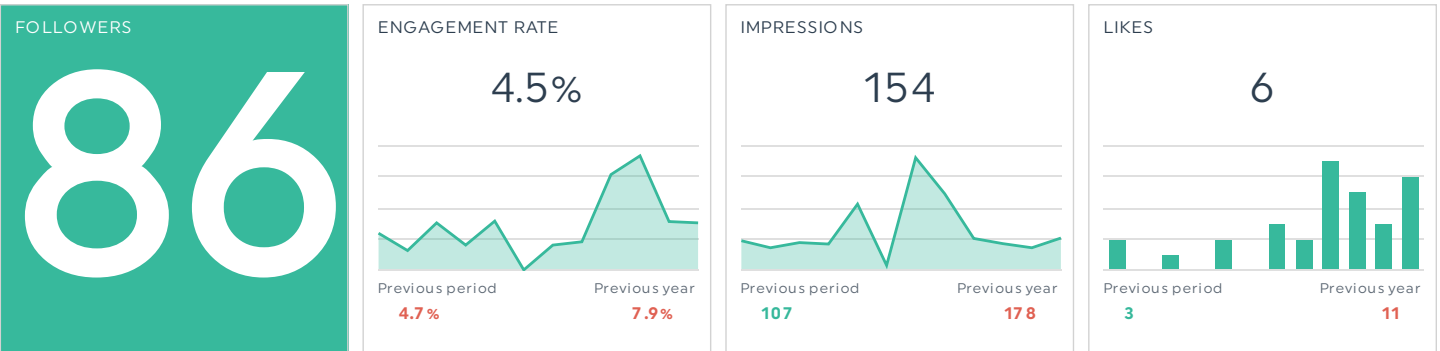 FOLLOWERS
86
ENGAGEMENT RATE
4.5%
Previous period
4.7%
Previous year
7.9%
IMPRESSIONS
154
Previous period
107
Previous year
178
LIKES
6
Previous period
3
Previous year
11